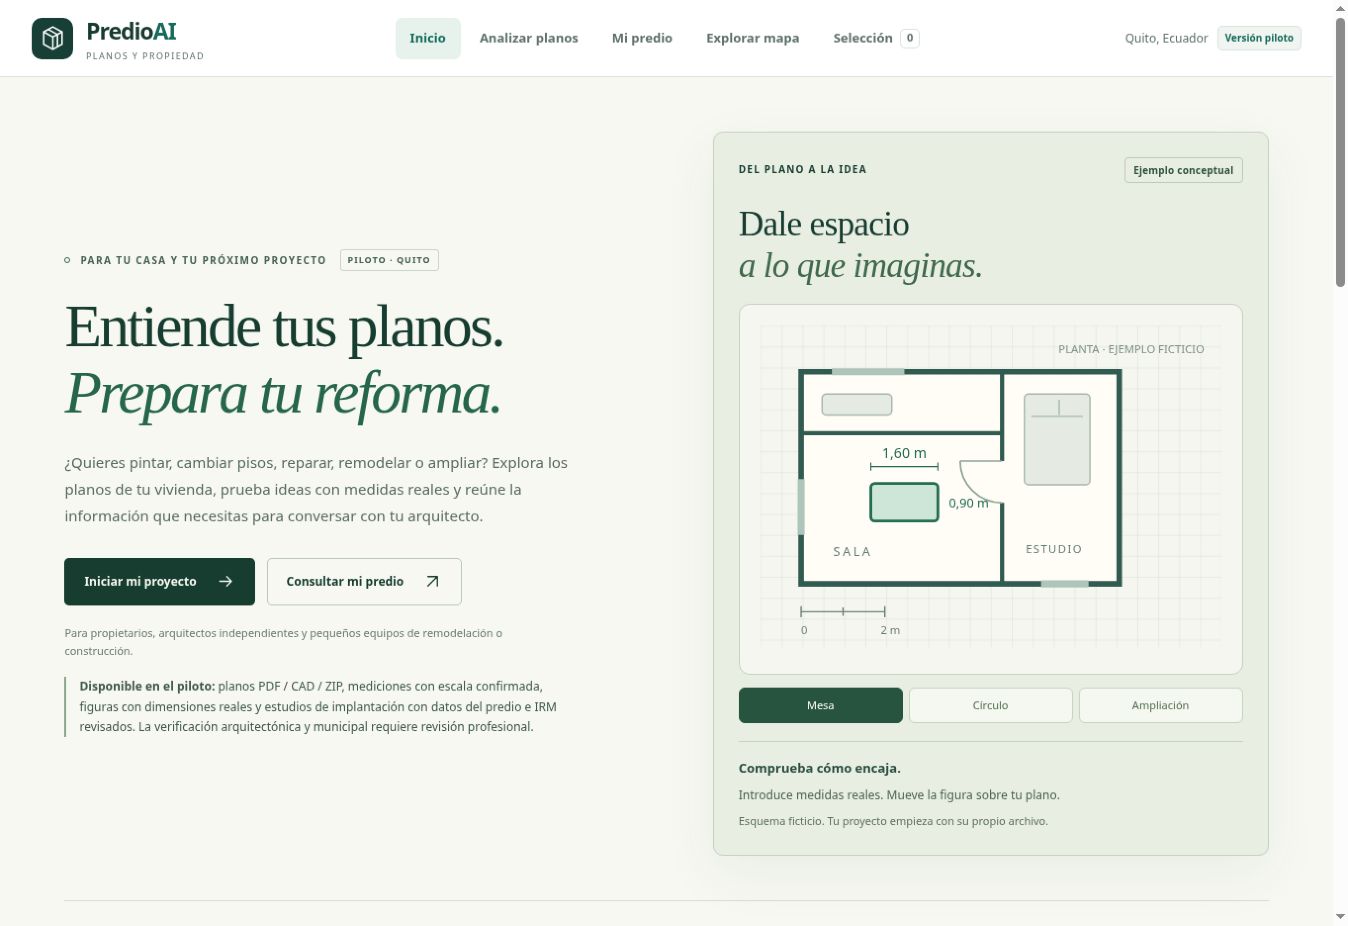 PredioAI
PLANOS Y PROPIEDAD
Inicio
Analizar planos
Mi predio
Explorar mapa
Selección 0
Quito, Ecuador
Versión piloto
PARA TU CASA Y TU PRÓXIMO PROYECTO
PILOTO · QUITO
Entiende tus planos.
Prepara tu reforma.
¿Quieres pintar, cambiar pisos, reparar, remodelar o ampliar? Explora los
planos de tu vivienda, prueba ideas con medidas reales y reúne la
información que necesitas para conversar con tu arquitecto.
Iniciar mi proyecto
Consultar mi predio
Para propietarios, arquitectos independientes y pequeños equipos de remodelación o
construcción.
Disponible en el piloto: planos PDF / CAD / ZIP, mediciones con escala confirmada,
figuras con dimensiones reales y estudios de implantación con datos del predio e IRM
revisados. La verificación arquitectónica y municipal requiere revisión profesional.
DEL PLANO A LA IDEA
Ejemplo conceptual
Dale espacio
a lo que imaginas.
PLANTA · EJEMPLO FICTICIO
1,60 m
0,90 m
SALA
ESTUDIO
0
2 m
Mesa
Círculo
Ampliación
Comprueba cómo encaja.
Introduce medidas reales. Mueve la figura sobre tu plano.
Esquema ficticio. Tu proyecto empieza con su propio archivo.